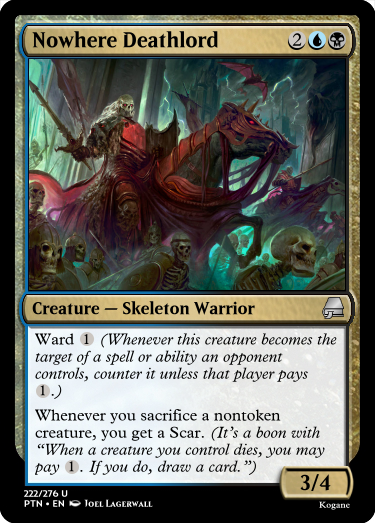 Nowhere Deathlord 2
Creature — Skeleton Warrior
Ward 1 (Whenever this creature becomes the
target of a spell or ability an opponent
controls, counter it unless that player pays
1.)
Whenever you sacrifice a nontoken
creature, you get a Scar. (It's a boon with
“When a creature you control dies, you may
pay 1. If you do, draw a card.”)
3/4
222/276 U
PTN • EN Joel Lagerwall
Kogane